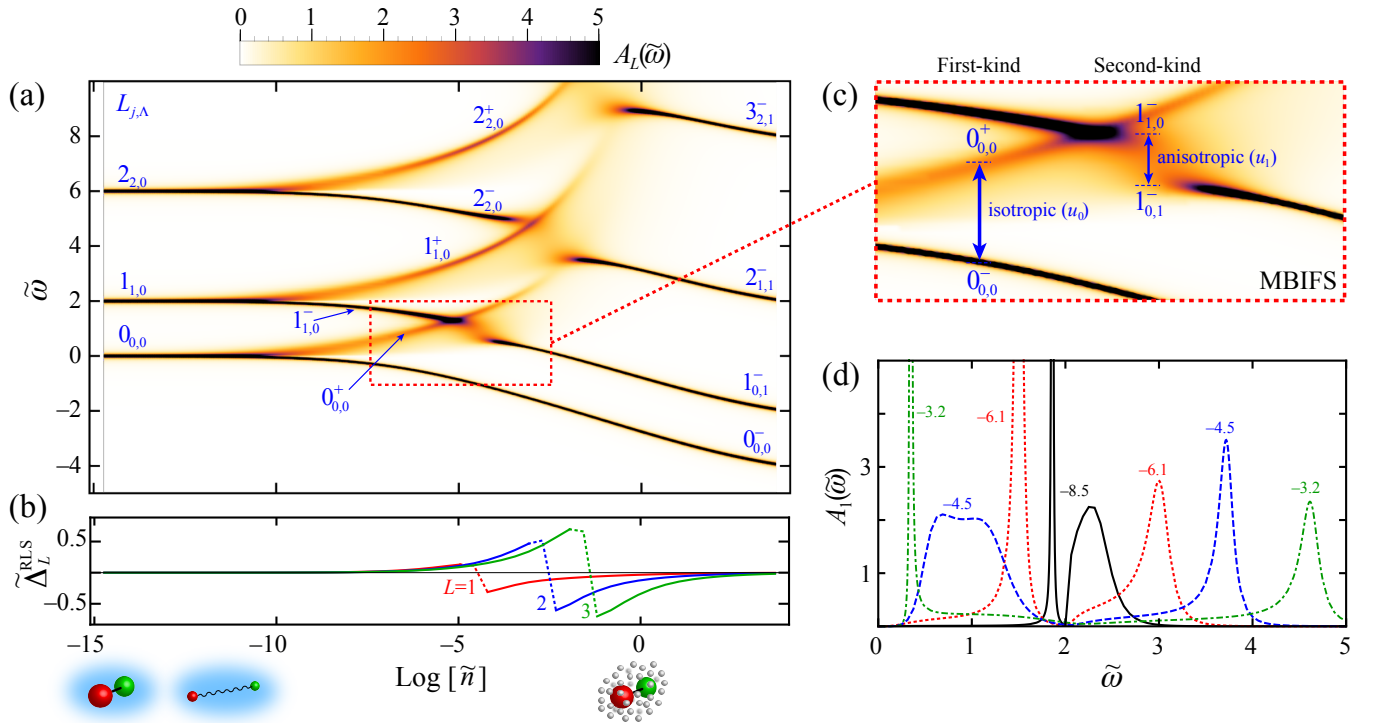 0 1 2 3 4 5
A_L(ω̃)
(a)
L_{j,Λ}
2^+_{2,0}
3^-_{2,1}
2_{2,0}
2^-_{2,0}
1^+_{1,0}
1_{1,0}
1^-_{1,0}
2^-_{1,1}
0_{0,0}
0^+_{0,0}
1^-_{0,1}
0^-_{0,0}
8
6
4
2
0
−2
−4
ω̃
(b)
0.5
0
−0.5
Δ̃_L^{RLS}
L=1
2
3
−15 −10 −5 0
Log [ñ]
(c)
First-kind Second-kind
0^+_{0,0}
1^-_{1,0}
anisotropic (u_1)
isotropic (u_0)
1^-_{0,1}
0^-_{0,0}
MBIFS
(d)
−3.2
−6.1
−4.5
−8.5
−6.1
−4.5
−3.2
3
2
1
A_1(ω̃)
0 1 2 3 4 5
ω̃